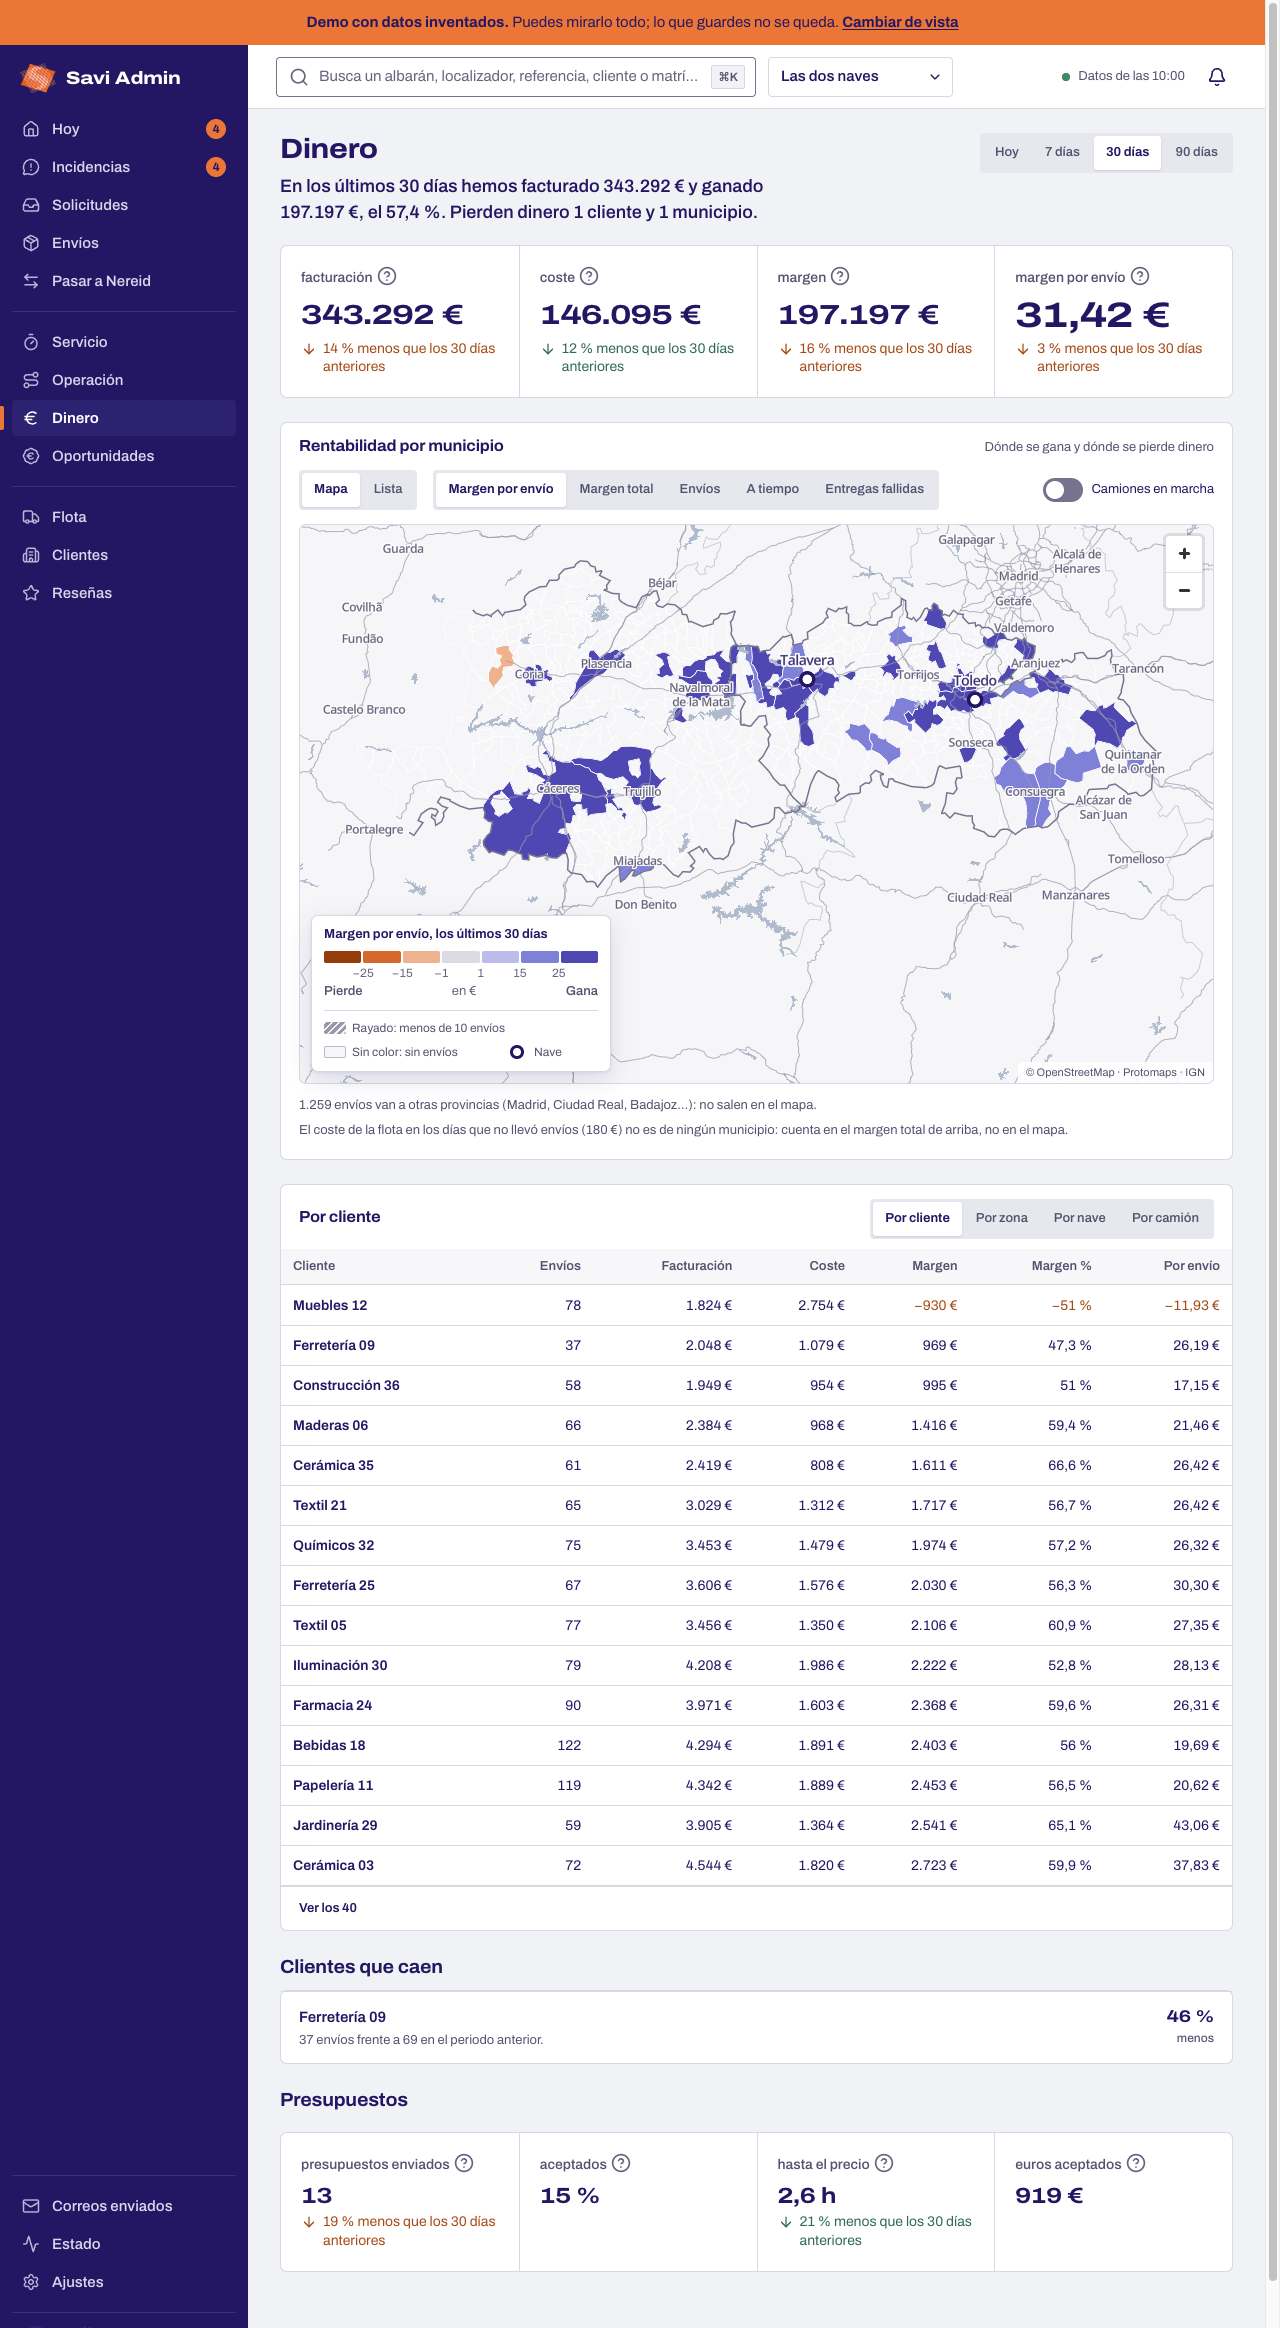 Demo con datos inventados. Puedes mirarlo todo; lo que guardes no se queda. Cambiar de vista
Savi Admin
Busca un albarán, localizador, referencia, cliente o matrí...
⌘K
Las dos naves
Datos de las 10:00
Hoy 4
Incidencias 4
Solicitudes
Envíos
Pasar a Nereid
Servicio
Operación
Dinero
Oportunidades
Flota
Clientes
Reseñas
Correos enviados
Estado
Ajustes
Dinero
Hoy 7 días 30 días 90 días
En los últimos 30 días hemos facturado 343.292 € y ganado
197.197 €, el 57,4 %. Pierden dinero 1 cliente y 1 municipio.
facturación
343.292 €
14 % menos que los 30 días
anteriores
coste
146.095 €
12 % menos que los 30 días
anteriores
margen
197.197 €
16 % menos que los 30 días
anteriores
margen por envío
31,42 €
3 % menos que los 30 días
anteriores
Rentabilidad por municipio
Dónde se gana y dónde se pierde dinero
Mapa Lista
Margen por envío Margen total Envíos A tiempo Entregas fallidas
Camiones en marcha
Guarda
Galapagar
Alcalá de
Henares
Madrid
Béjar
Getafe
Covilhã
Valdemoro
Fundão
Talavera
Plasencia
Aranjuez
Tarancón
Coria
Torrijos
Toledo
Navalmoral
de la Mata
Castelo Branco
Sonseca
Quintanar
de la Orden
Cáceres
Trujillo
Consuegra
Alcázar de
San Juan
Portalegre
Miajadas
Tomelloso
Don Benito
Ciudad Real
Manzanares
+
−
Margen por envío, los últimos 30 días
−25 −15 −1 1 15 25
Pierde en € Gana
Rayado: menos de 10 envíos
Sin color: sin envíos
Nave
© OpenStreetMap · Protomaps · IGN
1.259 envíos van a otras provincias (Madrid, Ciudad Real, Badajoz...): no salen en el mapa.
El coste de la flota en los días que no llevó envíos (180 €) no es de ningún municipio: cuenta en el margen total de arriba, no en el mapa.
Por cliente
Por cliente Por zona Por nave Por camión
Cliente Envíos Facturación Coste Margen Margen % Por envío
Muebles 12 78 1.824 € 2.754 € −930 € −51 % −11,93 €
Ferretería 09 37 2.048 € 1.079 € 969 € 47,3 % 26,19 €
Construcción 36 58 1.949 € 954 € 995 € 51 % 17,15 €
Maderas 06 66 2.384 € 968 € 1.416 € 59,4 % 21,46 €
Cerámica 35 61 2.419 € 808 € 1.611 € 66,6 % 26,42 €
Textil 21 65 3.029 € 1.312 € 1.717 € 56,7 % 26,42 €
Químicos 32 75 3.453 € 1.479 € 1.974 € 57,2 % 26,32 €
Ferretería 25 67 3.606 € 1.576 € 2.030 € 56,3 % 30,30 €
Textil 05 77 3.456 € 1.350 € 2.106 € 60,9 % 27,35 €
Iluminación 30 79 4.208 € 1.986 € 2.222 € 52,8 % 28,13 €
Farmacia 24 90 3.971 € 1.603 € 2.368 € 59,6 % 26,31 €
Bebidas 18 122 4.294 € 1.891 € 2.403 € 56 % 19,69 €
Papelería 11 119 4.342 € 1.889 € 2.453 € 56,5 % 20,62 €
Jardinería 29 59 3.905 € 1.364 € 2.541 € 65,1 % 43,06 €
Cerámica 03 72 4.544 € 1.820 € 2.723 € 59,9 % 37,83 €
Ver los 40
Clientes que caen
Ferretería 09
37 envíos frente a 69 en el periodo anterior.
46 %
menos
Presupuestos
presupuestos enviados
13
19 % menos que los 30 días
anteriores
aceptados
15 %
hasta el precio
2,6 h
21 % menos que los 30 días
anteriores
euros aceptados
919 €